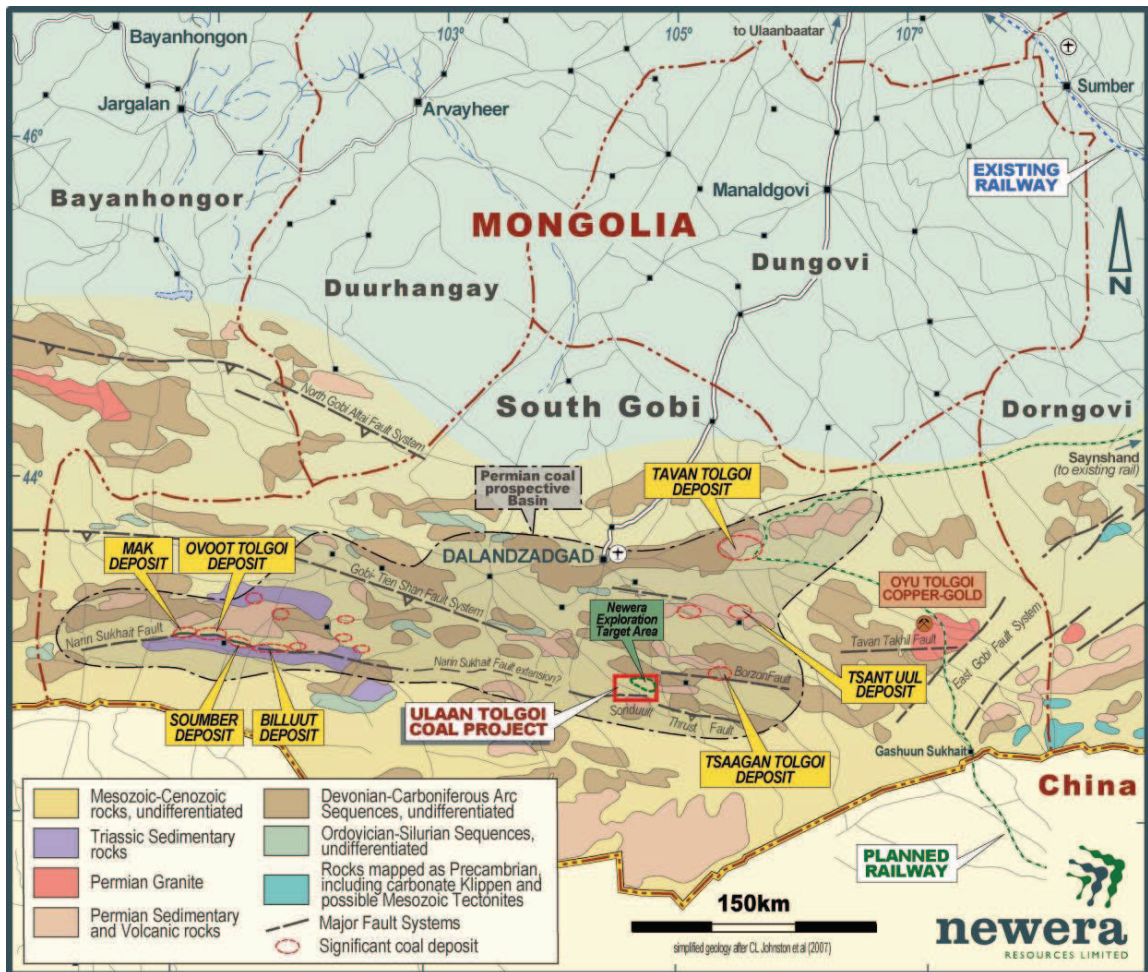 103°
105°
107°
to Ulaanbaatar
Bayanhongon
Jargalan
Arvayheer
Sumber
46°
EXISTING
RAILWAY
Manaldgovi
Bayanhongor
MONGOLIA
Dungovi
Duurhangay
N
North Gobi Altai Fault System
South Gobi
Dorngovi
Saynshand
(to existing rail)
44°
Permian coal
prospective
Basin
TAVAN TOLGOI
DEPOSIT
MAK
DEPOSIT
OVOOT TOLGOI
DEPOSIT
DALANDZADGAD
Gobi- Tien Shan Fault System
OYU TOLGOI
COPPER-GOLD
Newera
Exploration
Target Area
Narin Sukhait Fault
Tavan Takhil Fault
East Gobi Fault System
Narin Sukhait Fault extension?
BorzonFault
TSANT UUL
DEPOSIT
SOUMBER
DEPOSIT
BILLUUT
DEPOSIT
ULAAN TOLGOI
COAL PROJECT
Sonduult
Thrust Fault
TSAAGAN TOLGOI
DEPOSIT
Gashuun Sukhait
China
Mesozoic-Cenozoic
rocks, undifferentiated
Triassic Sedimentary
rocks
Permian Granite
Permian Sedimentary
and Volcanic rocks
Devonian-Carboniferous Arc
Sequences, undifferentiated
Ordovician-Silurian Sequences,
undifferentiated
Rocks mapped as Precambrian,
including carbonate Klippen and
possible Mesozoic Tectonites
Major Fault Systems
Significant coal deposit
PLANNED
RAILWAY
150km
simplified geology after CL Johnston et al (2007)
newera
RESOURCES LIMITED